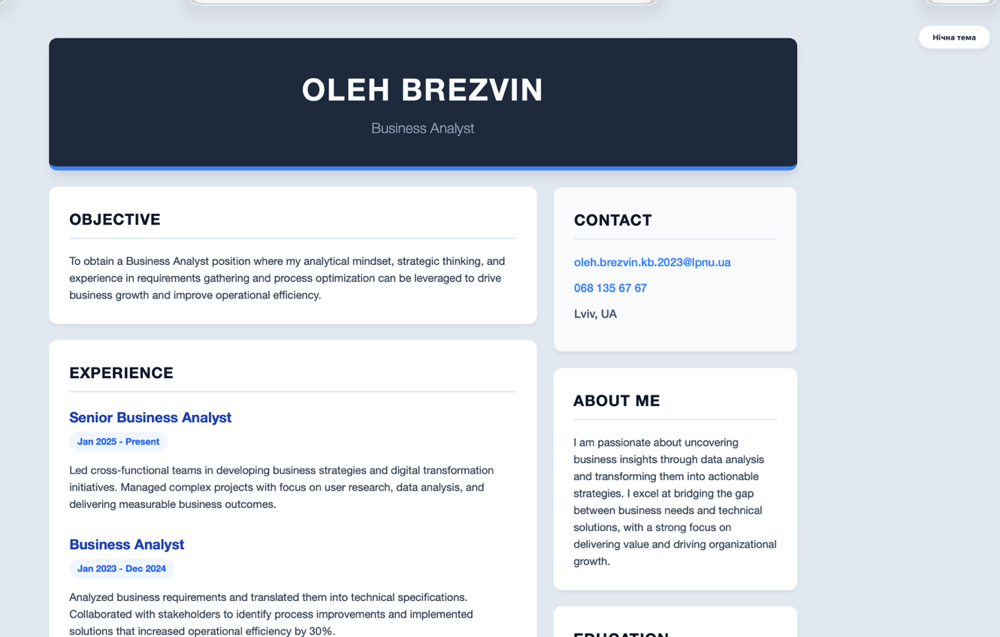 Нічна тема
OLEH BREZVIN
Business Analyst
OBJECTIVE
To obtain a Business Analyst position where my analytical mindset, strategic thinking, and
experience in requirements gathering and process optimization can be leveraged to drive
business growth and improve operational efficiency.
EXPERIENCE
Senior Business Analyst
Jan 2025 - Present
Led cross-functional teams in developing business strategies and digital transformation
initiatives. Managed complex projects with focus on user research, data analysis, and
delivering measurable business outcomes.
Business Analyst
Jan 2023 - Dec 2024
Analyzed business requirements and translated them into technical specifications.
Collaborated with stakeholders to identify process improvements and implemented
solutions that increased operational efficiency by 30%.
CONTACT
oleh.brezvin.kb.2023@lpnu.ua
068 135 67 67
Lviv, UA
ABOUT ME
I am passionate about uncovering
business insights through data analysis
and transforming them into actionable
strategies. I excel at bridging the gap
between business needs and technical
solutions, with a strong focus on
delivering value and driving organizational
growth.
EDUCATION